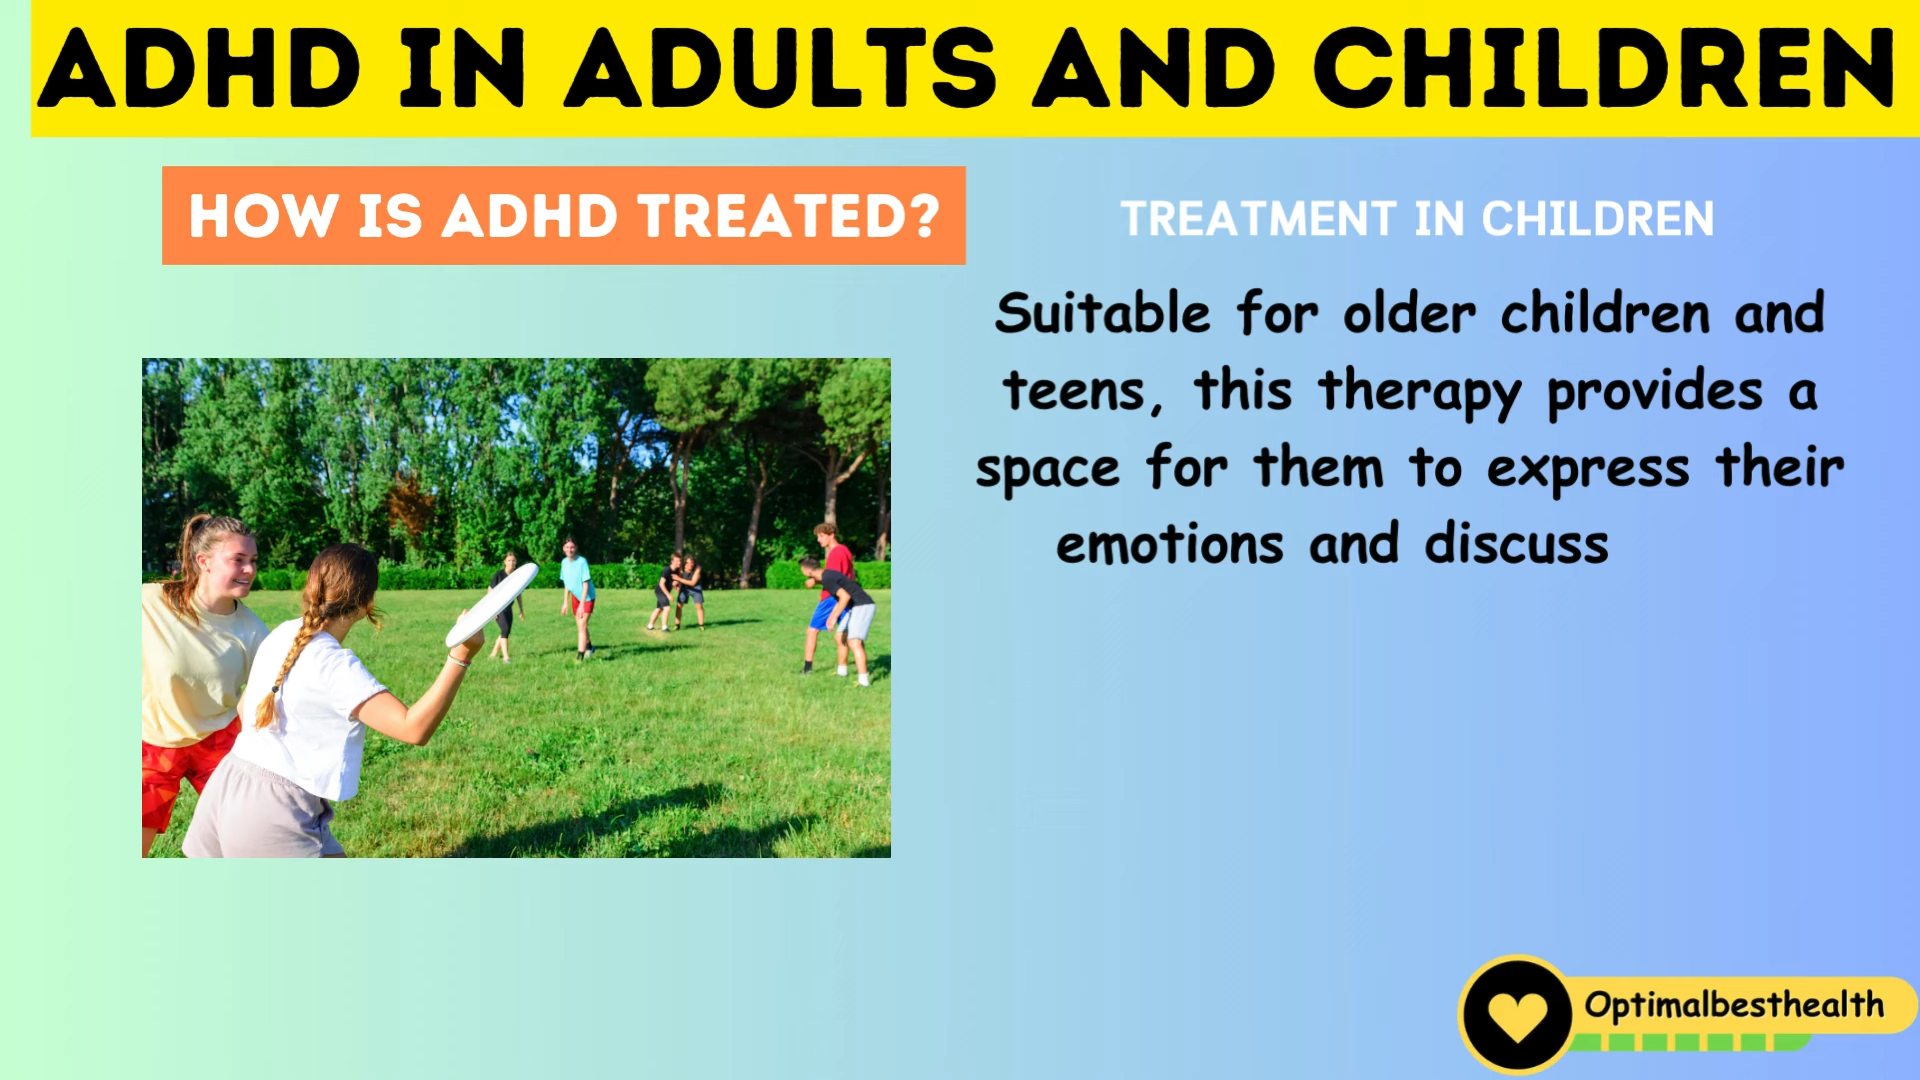 ADHD IN ADULTS AND CHILDREN
HOW IS ADHD TREATED?
TREATMENT IN CHILDREN
Suitable for older children and
teens, this therapy provides a
space for them to express their
emotions and discuss
Optimalbesthealth